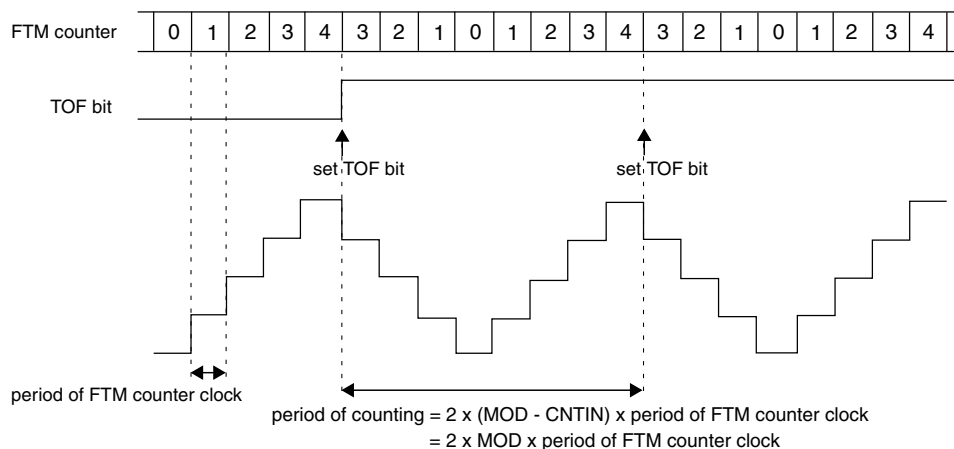 FTM counter 0 1 2 3 4 3 2 1 0 1 2 3 4 3 2 1 0 1 2 3 4
TOF bit
set TOF bit set TOF bit
period of FTM counter clock
period of counting = 2 x (MOD - CNTIN) x period of FTM counter clock
= 2 x MOD x period of FTM counter clock